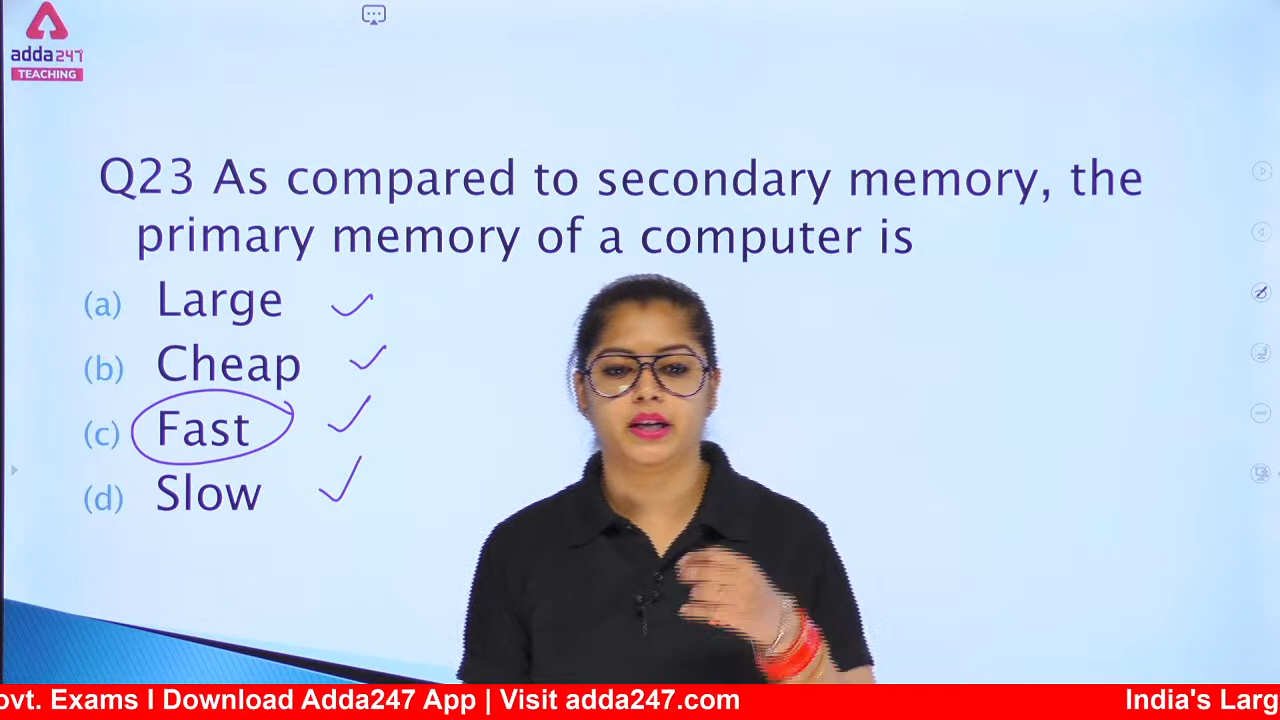 adda247
TEACHING
Q23 As compared to secondary memory, the
primary memory of a computer is
(a) Large
(b) Cheap
(c) Fast
(d) Slow
ovt. Exams I Download Adda247 App | Visit adda247.com
India's Larg